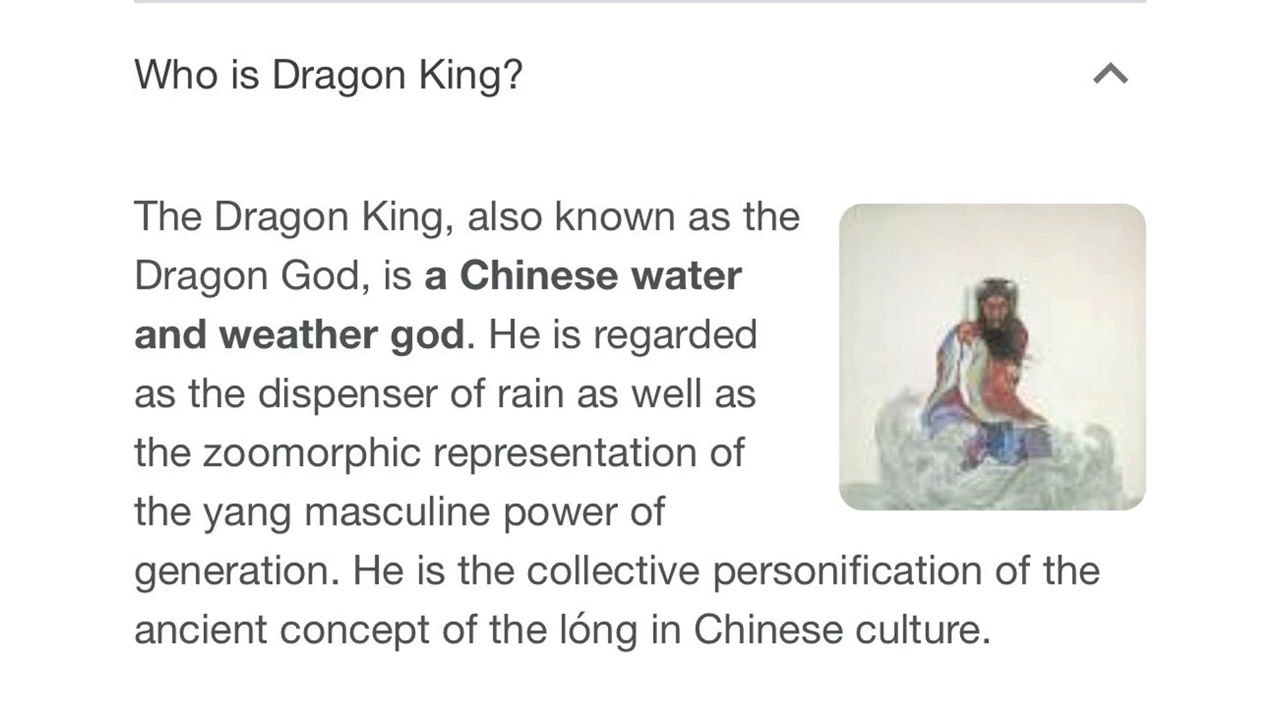 Who is Dragon King?
The Dragon King, also known as the
Dragon God, is a Chinese water
and weather god. He is regarded
as the dispenser of rain as well as
the zoomorphic representation of
the yang masculine power of
generation. He is the collective personification of the
ancient concept of the lóng in Chinese culture.